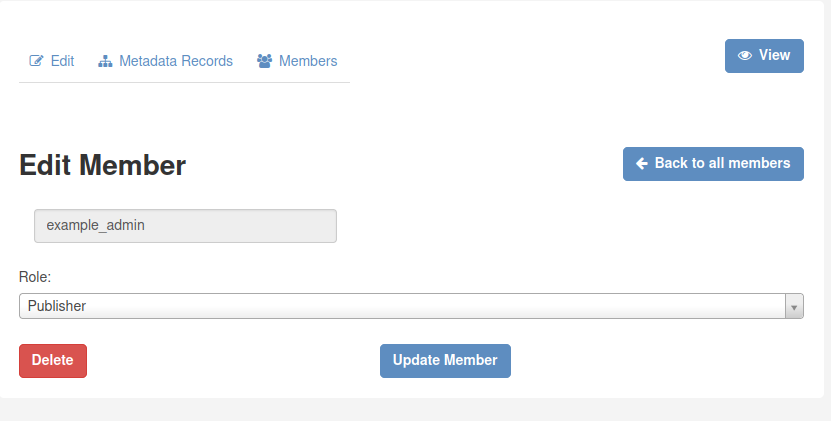 Edit Metadata Records Members View
Edit Member Back to all members
example_admin
Role:
Publisher
Delete Update Member